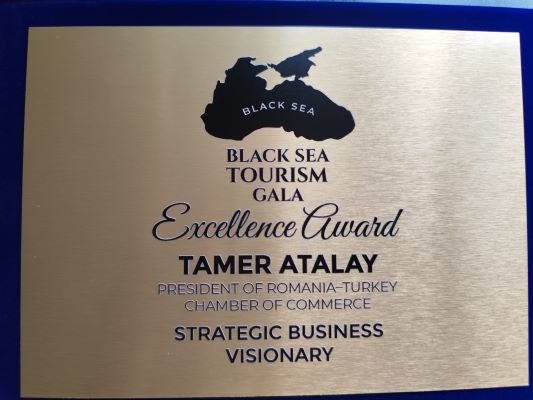 BLACK SEA
BLACK SEA
TOURISM
GALA
Excellence Award
TAMER ATALAY
PRESIDENT OF ROMANIA–TURKEY
CHAMBER OF COMMERCE
STRATEGIC BUSINESS
VISIONARY